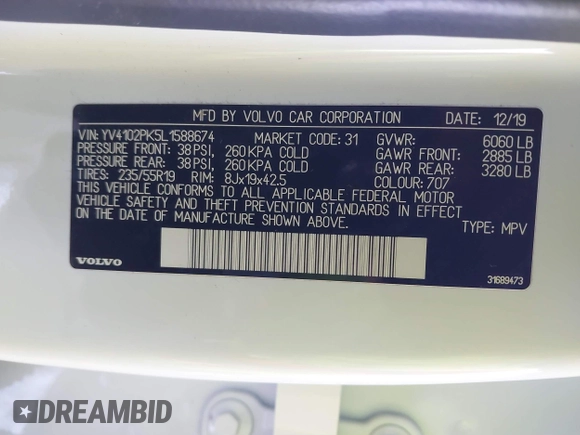 MFD BY VOLVO CAR CORPORATION DATE: 12/19
VIN: YV4102PK5L1588674 MARKET CODE: 31 GVWR: 6060 LB
PRESSURE FRONT: 38 PSI, 260 KPA COLD GAWR FRONT: 2885 LB
PRESSURE REAR: 38 PSI, 260 KPA COLD GAWR REAR: 3280 LB
TIRES: 235/55R19 RIM: 8Jx19x42.5 COLOUR: 707
THIS VEHICLE CONFORMS TO ALL APPLICABLE FEDERAL MOTOR
VEHICLE SAFETY AND THEFT PREVENTION STANDARDS IN EFFECT
ON THE DATE OF MANUFACTURE SHOWN ABOVE.
TYPE: MPV
VOLVO
31689473
DREAMBID